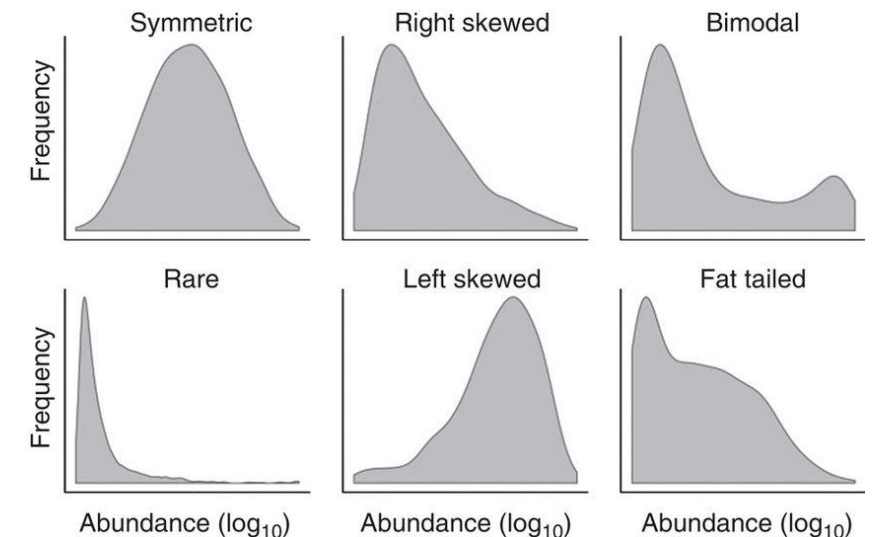 Symmetric
Right skewed
Bimodal
Frequency
Rare
Left skewed
Fat tailed
Frequency
Abundance (log10)
Abundance (log10)
Abundance (log10)